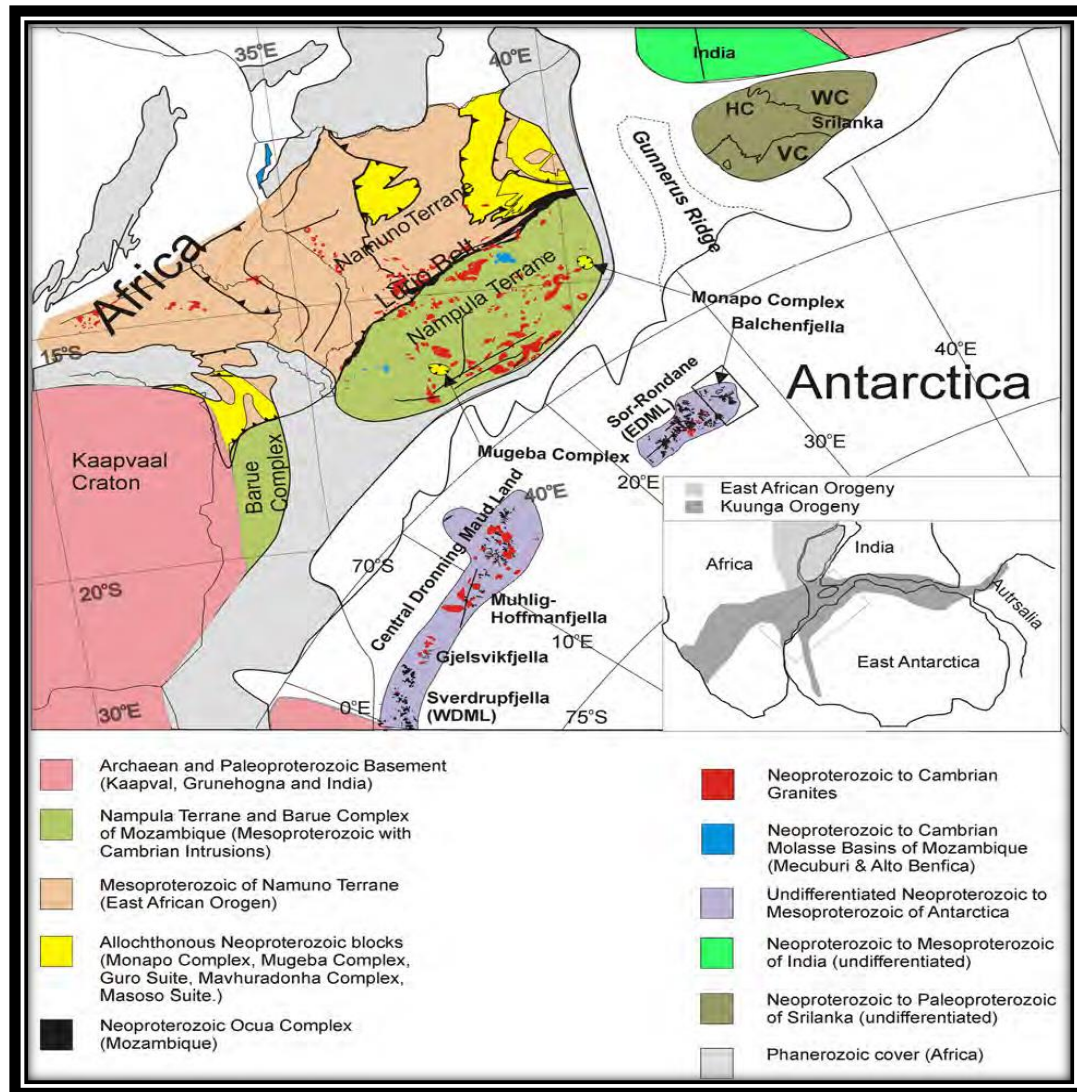 35°E
40°E
India
HC
WC
Srilanka
VC
Gunnerus Ridge
Africa
Namuno Terrane
Lurio Belt
Nampula Terrane
15°S
Monapo Complex
Balchenfjella
40°E
Antarctica
Sor-Rondane
(EDML)
30°E
Mugeba Complex
20°E
Kaapvaal
Craton
Barue
Complex
40°E
Central Dronning Maud Land
70°S
20°S
Muhlig-
Hoffmanfjella
10°E
Gjelsvikfjella
Sverdrupfjella
(WDML)
0°E
75°S
30°E
East African Orogeny
Kuunga Orogeny
Africa
India
Autrsalia
East Antarctica
Archaean and Paleoproterozoic Basement
(Kaapval, Grunehogna and India)
Nampula Terrane and Barue Complex
of Mozambique (Mesoproterozoic with
Cambrian Intrusions)
Mesoproterozoic of Namuno Terrane
(East African Orogen)
Allochthonous Neoproterozoic blocks
(Monapo Complex, Mugeba Complex,
Guro Suite, Mavhuradonha Complex,
Masoso Suite.)
Neoproterozoic Ocua Complex
(Mozambique)
Neoproterozoic to Cambrian
Granites
Neoproterozoic to Cambrian
Molasse Basins of Mozambique
(Mecuburi & Alto Benfica)
Undifferentiated Neoproterozoic to
Mesoproterozoic of Antarctica
Neoproterozoic to Mesoproterozoic
of India (undifferentiated)
Neoproterozoic to Paleoproterozoic
of Srilanka (undifferentiated)
Phanerozoic cover (Africa)